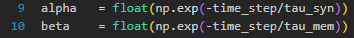 9 alpha = float(np.exp(-time_step/tau_syn))
10 beta = float(np.exp(-time_step/tau_mem))